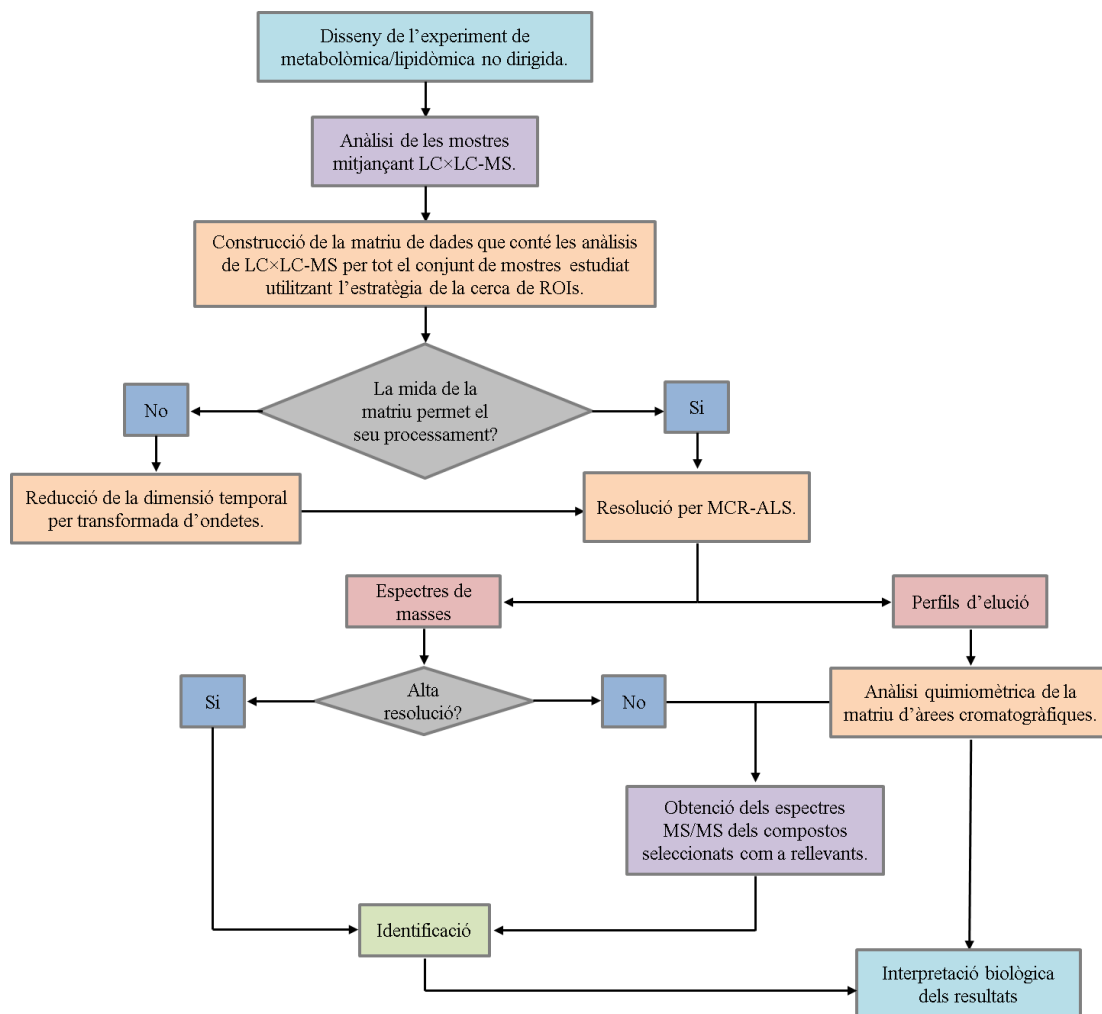 Disseny de l’experiment de
metabolòmica/lipidòmica no dirigida.
Anàlisi de les mostres
mitjançant LC×LC-MS.
Construcció de la matriu de dades que conté les anàlisis
de LC×LC-MS per tot el conjunt de mostres estudiat
utilitzant l’estratègia de la cerca de ROIs.
La mida de la
matriu permet el
seu processament?
No
Si
Reducció de la dimensió temporal
per transformada d’ondetes.
Resolució per MCR-ALS.
Espectres de
masses
Perfils d’elució
Alta
resolució?
Si
No
Anàlisi quimiomètrica de la
matriu d’àrees cromatogràfiques.
Obtenció dels espectres
MS/MS dels compostos
seleccionats com a rellevants.
Identificació
Interpretació biològica
dels resultats